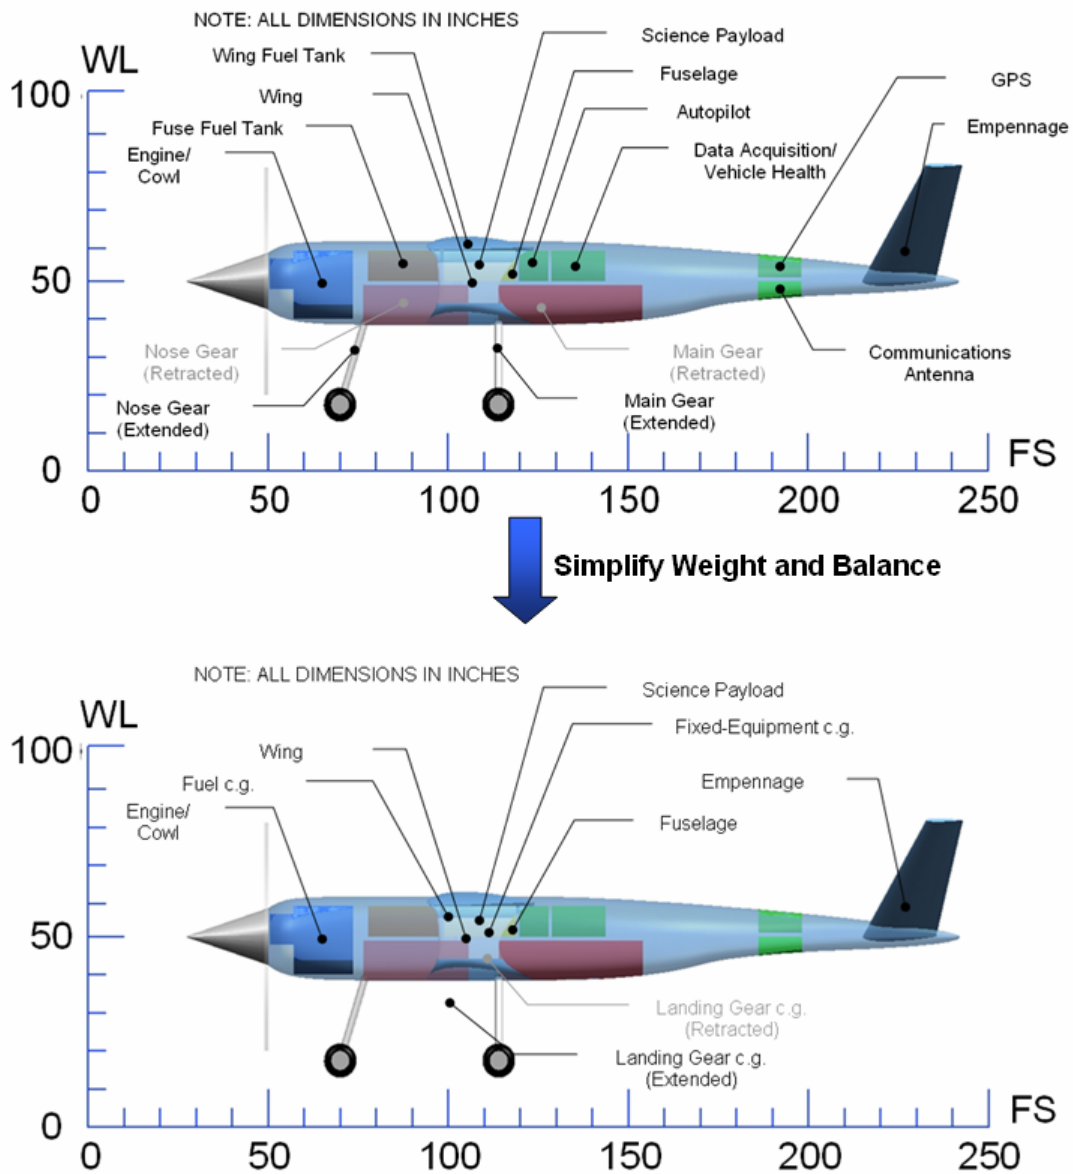 NOTE: ALL DIMENSIONS IN INCHES
WL
Wing Fuel Tank
Science Payload
Fuselage
GPS
100
Wing
Autopilot
Fuse Fuel Tank
Empennage
Engine/
Cowl
Data Acquisition/
Vehicle Health
50
Nose Gear
(Retracted)
Main Gear
(Retracted)
Communications
Antenna
Nose Gear
(Extended)
Main Gear
(Extended)
0
FS
0 50 100 150 200 250
Simplify Weight and Balance
NOTE: ALL DIMENSIONS IN INCHES
WL
Science Payload
Fixed-Equipment c.g.
100
Wing
Fuel c.g.
Empennage
Engine/
Cowl
Fuselage
50
Landing Gear c.g.
(Retracted)
Landing Gear c.g.
(Extended)
0
FS
0 50 100 150 200 250